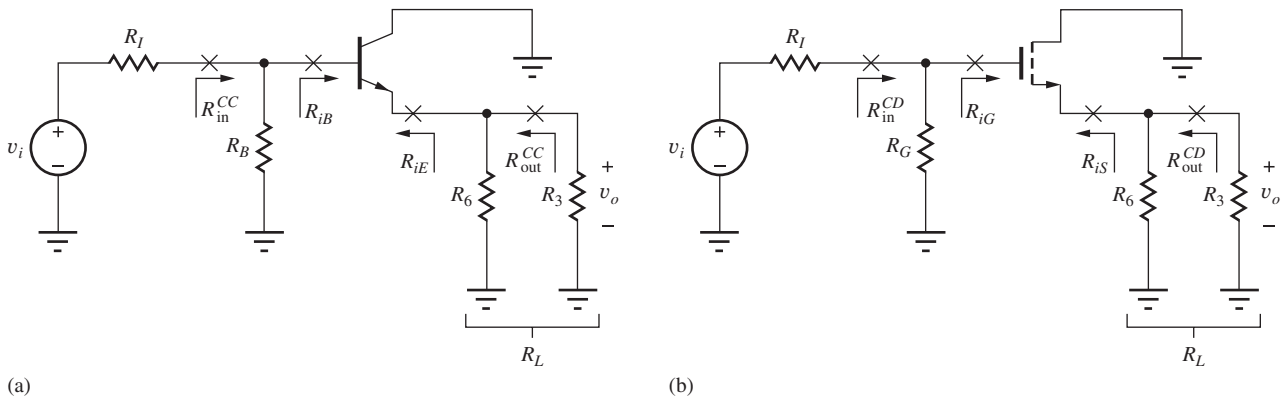 R_I
R_in^CC
R_iB
R_B
v_i
+
−
R_iE
R_out^CC
R_6
R_3
+
v_o
−
R_L
(a)
R_I
R_in^CD
R_iG
R_G
v_i
+
−
R_iS
R_out^CD
R_6
R_3
+
v_o
−
R_L
(b)